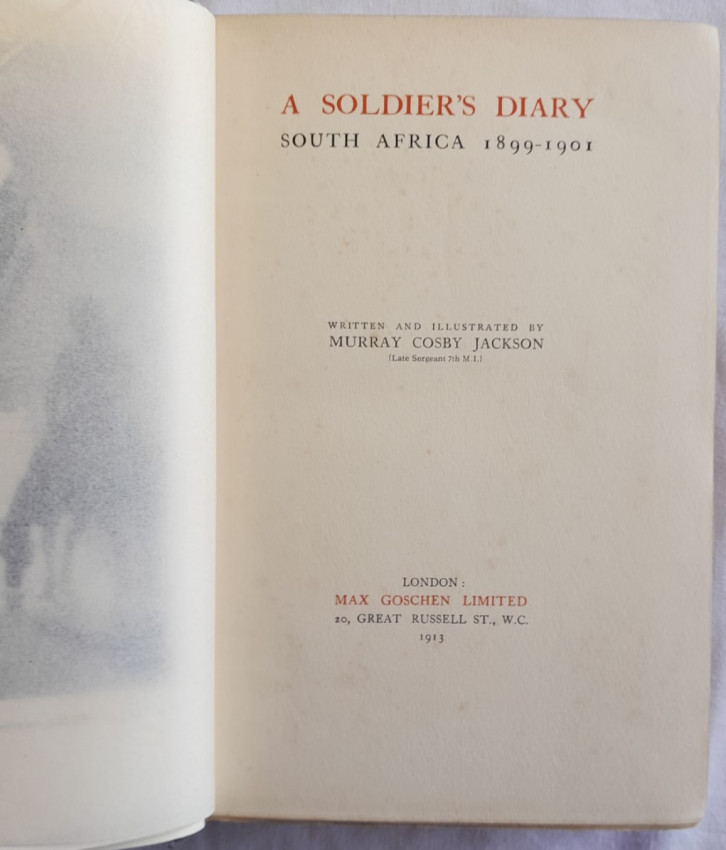 A SOLDIER'S DIARY
SOUTH AFRICA 1899-1901
WRITTEN AND ILLUSTRATED BY
MURRAY COSBY JACKSON
(Late Sergeant 7th M.I.)
LONDON:
MAX GOSCHEN LIMITED
20, GREAT RUSSELL ST., W.C.
1913